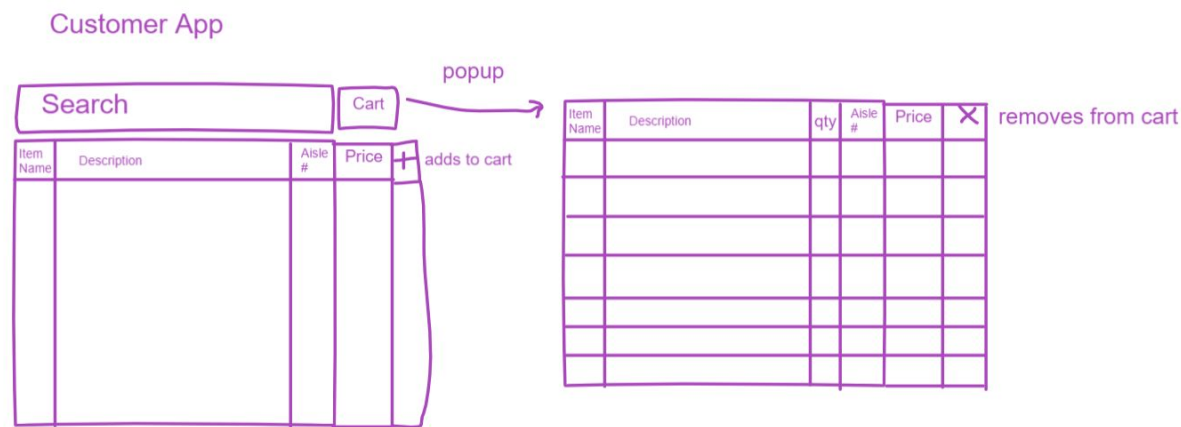 Customer App
popup
Search
Cart
Item
Name
Description
Aisle
#
Price
+
adds to cart
Item
Name
Description
qty
Aisle
#
Price
X
removes from cart